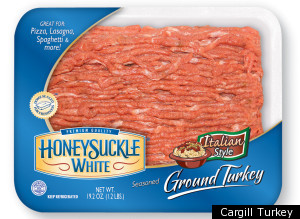 GREAT FOR:
Pizza, Lasagna,
Spaghetti &
more!
PREMIUM QUALITY
HONEYSUCKLE
WHITE
Italian
Style
Seasoned
Ground Turkey
KEEP REFRIGERATED
NET WT.
19.2 OZ. (1.2 LBS.)
Cargill Turkey